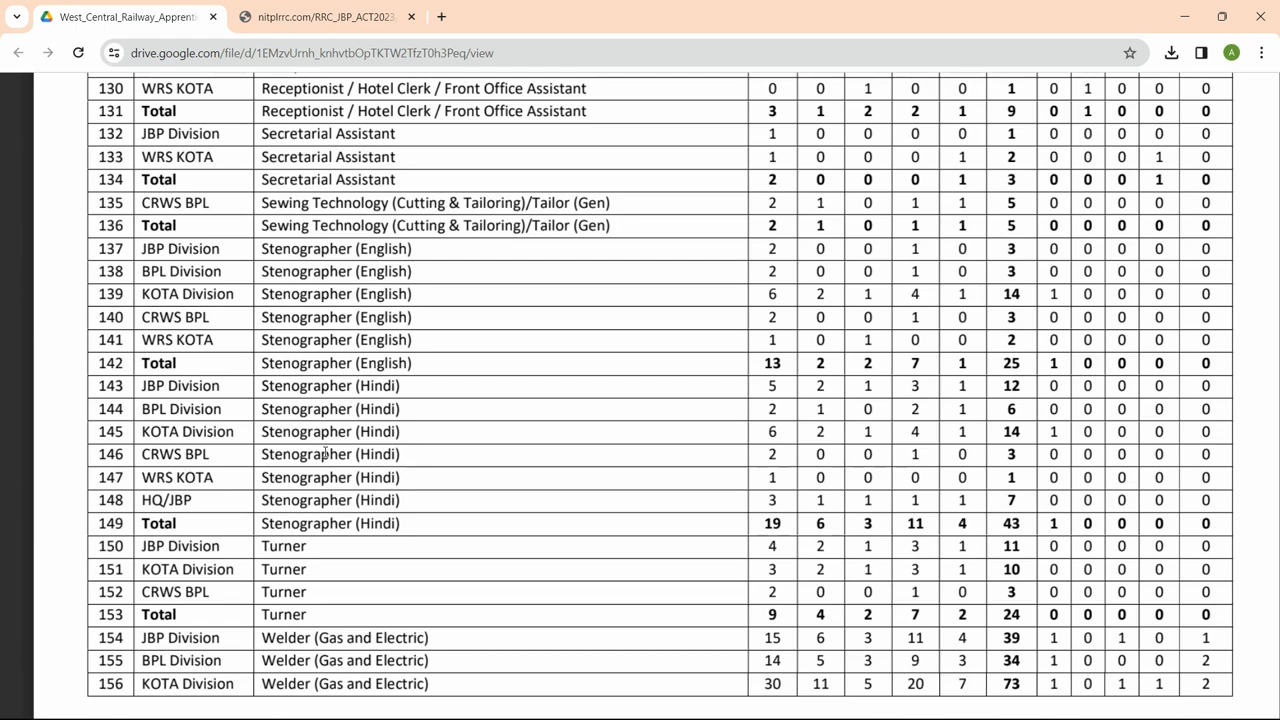 West_Central_Railway_Apprenti
nitplrrc.com/RRC_JBP_ACT2023
drive.google.com/file/d/1EMzvUrnh_knhvtbOpTKTW2TfzT0h3Peq/view
A
130 WRS KOTA Receptionist / Hotel Clerk / Front Office Assistant 0 0 1 0 0 1 0 1 0 0 0
131 Total Receptionist / Hotel Clerk / Front Office Assistant 3 1 2 2 1 9 0 1 0 0 0
132 JBP Division Secretarial Assistant 1 0 0 0 0 1 0 0 0 0 0
133 WRS KOTA Secretarial Assistant 1 0 0 0 1 2 0 0 0 1 0
134 Total Secretarial Assistant 2 0 0 0 1 3 0 0 0 1 0
135 CRWS BPL Sewing Technology (Cutting & Tailoring)/Tailor (Gen) 2 1 0 1 1 5 0 0 0 0 0
136 Total Sewing Technology (Cutting & Tailoring)/Tailor (Gen) 2 1 0 1 1 5 0 0 0 0 0
137 JBP Division Stenographer (English) 2 0 0 1 0 3 0 0 0 0 0
138 BPL Division Stenographer (English) 2 0 0 1 0 3 0 0 0 0 0
139 KOTA Division Stenographer (English) 6 2 1 4 1 14 1 0 0 0 0
140 CRWS BPL Stenographer (English) 2 0 0 1 0 3 0 0 0 0 0
141 WRS KOTA Stenographer (English) 1 0 1 0 0 2 0 0 0 0 0
142 Total Stenographer (English) 13 2 2 7 1 25 1 0 0 0 0
143 JBP Division Stenographer (Hindi) 5 2 1 3 1 12 0 0 0 0 0
144 BPL Division Stenographer (Hindi) 2 1 0 2 1 6 0 0 0 0 0
145 KOTA Division Stenographer (Hindi) 6 2 1 4 1 14 1 0 0 0 0
146 CRWS BPL Stenographer (Hindi) 2 0 0 1 0 3 0 0 0 0 0
147 WRS KOTA Stenographer (Hindi) 1 0 0 0 0 1 0 0 0 0 0
148 HQ/JBP Stenographer (Hindi) 3 1 1 1 1 7 0 0 0 0 0
149 Total Stenographer (Hindi) 19 6 3 11 4 43 1 0 0 0 0
150 JBP Division Turner 4 2 1 3 1 11 0 0 0 0 0
151 KOTA Division Turner 3 2 1 3 1 10 0 0 0 0 0
152 CRWS BPL Turner 2 0 0 1 0 3 0 0 0 0 0
153 Total Turner 9 4 2 7 2 24 0 0 0 0 0
154 JBP Division Welder (Gas and Electric) 15 6 3 11 4 39 1 0 1 0 1
155 BPL Division Welder (Gas and Electric) 14 5 3 9 3 34 1 0 0 0 2
156 KOTA Division Welder (Gas and Electric) 30 11 5 20 7 73 1 0 1 1 2